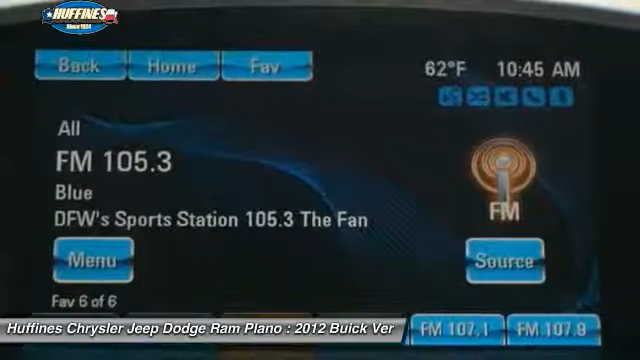 HUFFINES
Since 1924
Back Home Fav 62°F 10:45 AM
All
FM 105.3
Blue
DFW's Sports Station 105.3 The Fan
FM
Menu Source
Fav 6 of 6
Huffines Chrysler Jeep Dodge Ram Plano : 2012 Buick Ver FM 107.1 FM 107.9